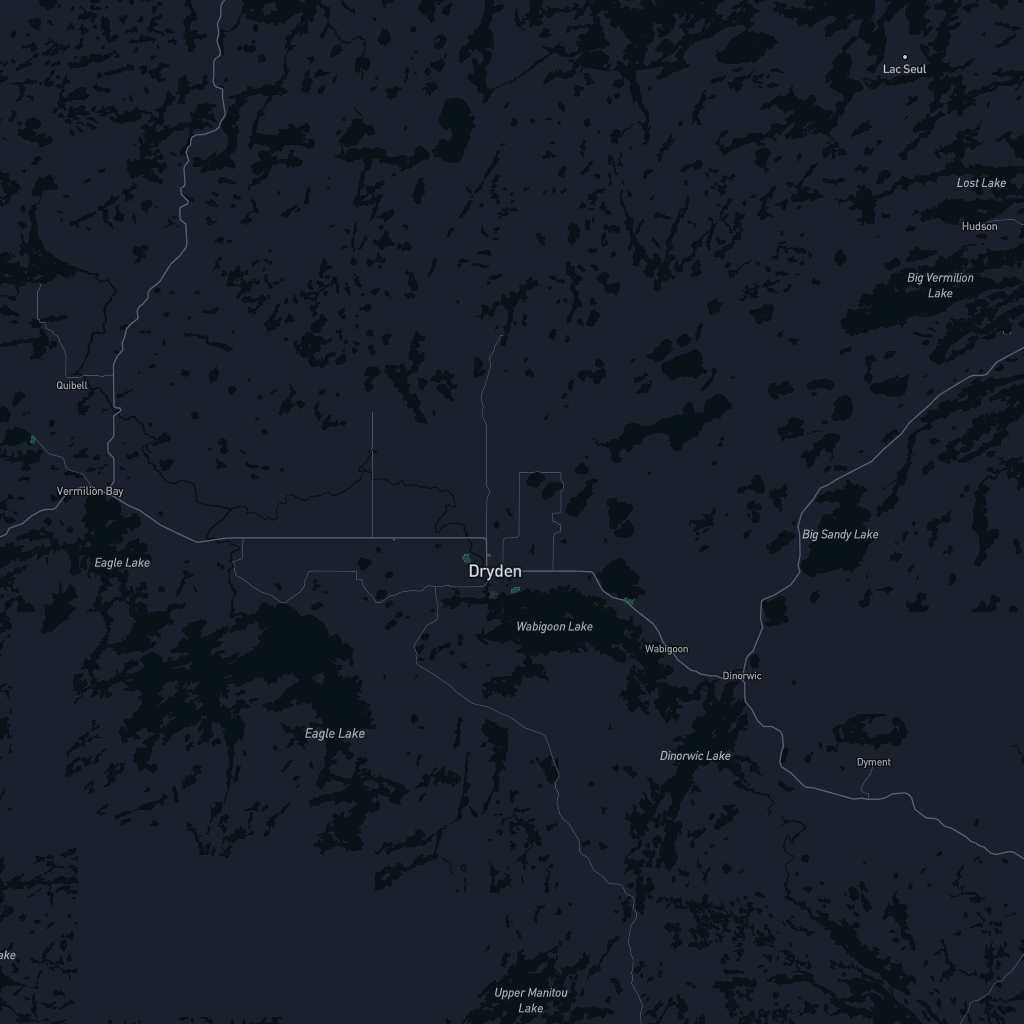 Lac Seul
Lost Lake
Hudson
Big Vermilion
Lake
Quibell
Vermilion Bay
Big Sandy Lake
Eagle Lake
Dryden
Wabigoon Lake
Wabigoon
Dinorwic
Eagle Lake
Dinorwic Lake
Dyment
ake
Upper Manitou
Lake